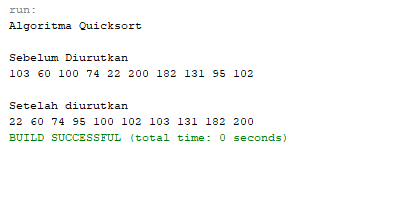 run:
Algoritma Quicksort
Sebelum Diurutkan
103 60 100 74 22 200 182 131 95 102
Setelah diurutkan
22 60 74 95 100 102 103 131 182 200
BUILD SUCCESSFUL (total time: 0 seconds)